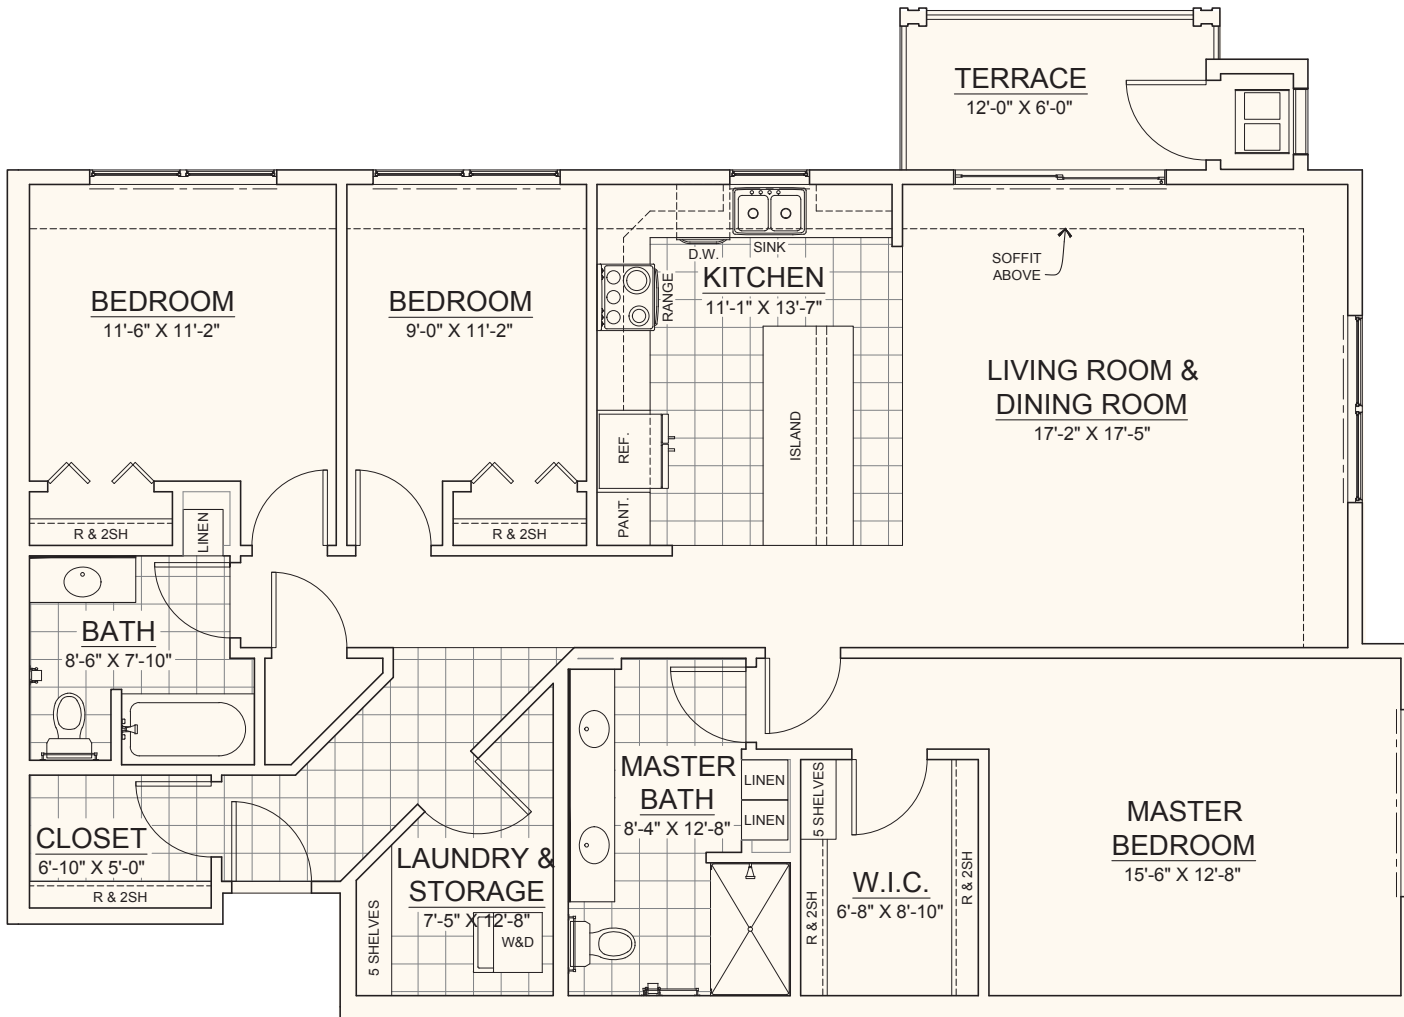 TERRACE
12'-0" X 6'-0"
BEDROOM
11'-6" X 11'-2"
BEDROOM
9'-0" X 11'-2"
D.W.
SINK
RANGE
KITCHEN
11'-1" X 13'-7"
SOFFIT
ABOVE
LIVING ROOM &
DINING ROOM
17'-2" X 17'-5"
REF.
ISLAND
PANT.
R & 2SH
LINEN
R & 2SH
BATH
8'-6" X 7'-10"
CLOSET
6'-10" X 5'-0"
R & 2SH
LAUNDRY &
STORAGE
7'-5" X 12'-8"
W&D
5 SHELVES
MASTER
BATH
8'-4" X 12'-8"
LINEN
LINEN
5 SHELVES
W.I.C.
6'-8" X 8'-10"
R & 2SH
R & 2SH
MASTER
BEDROOM
15'-6" X 12'-8"